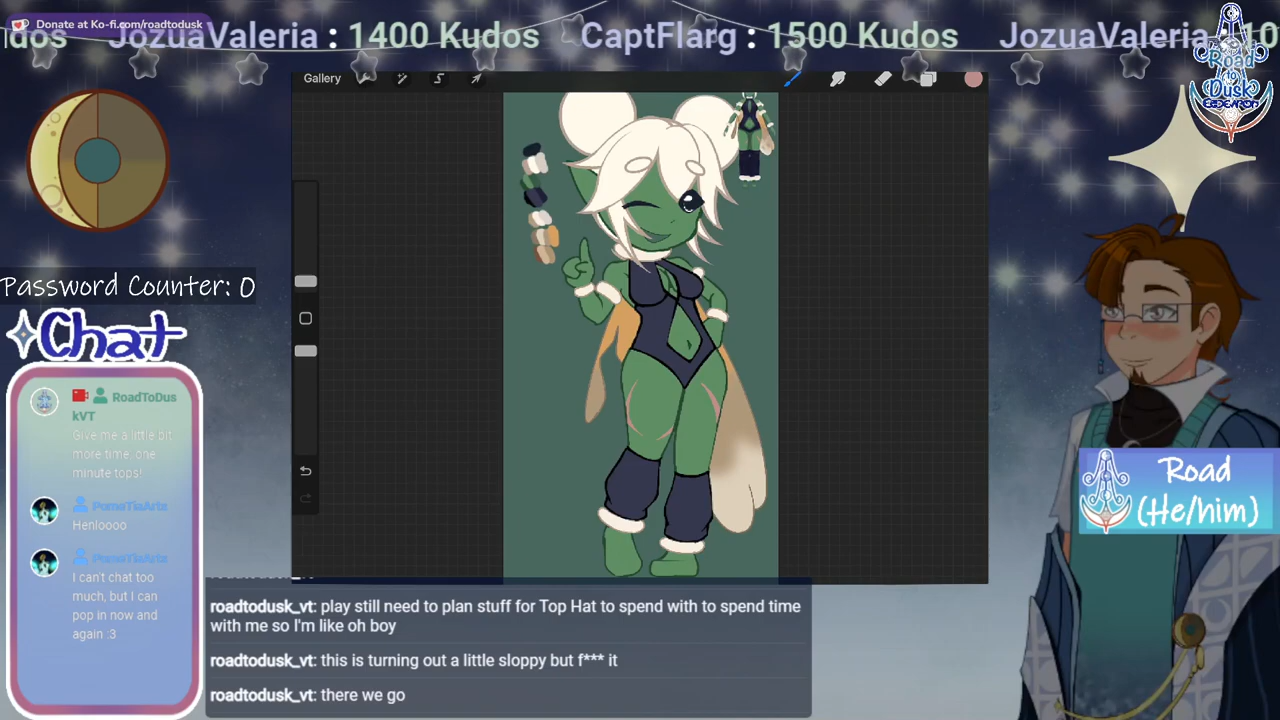 Donate at Ko-fi.com/roadtodusk
dos JozuaValeria : 1400 Kudos CaptFlarg : 1500 Kudos JozuaValeria 10
Road
to
Dusk
Gallery
Password Counter: 0
Chat
RoadToDus
kVT
Give me a little bit
more time, one
minute tops!
PomeTiaArts
Henloooo
PomeTiaArts
I can't chat too
much, but I can
pop in now and
again :3
Road
(He/him)
roadtodusk_vt: play still need to plan stuff for Top Hat to spend with to spend time
with me so I'm like oh boy
roadtodusk_vt: this is turning out a little sloppy but f*** it
roadtodusk_vt: there we go